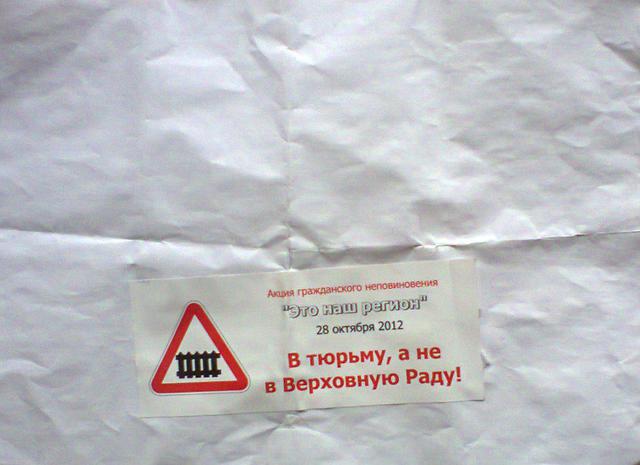 Акция гражданского неповиновения
"Это наш регион"
28 октября 2012
В тюрьму, а не
в Верховную Раду!